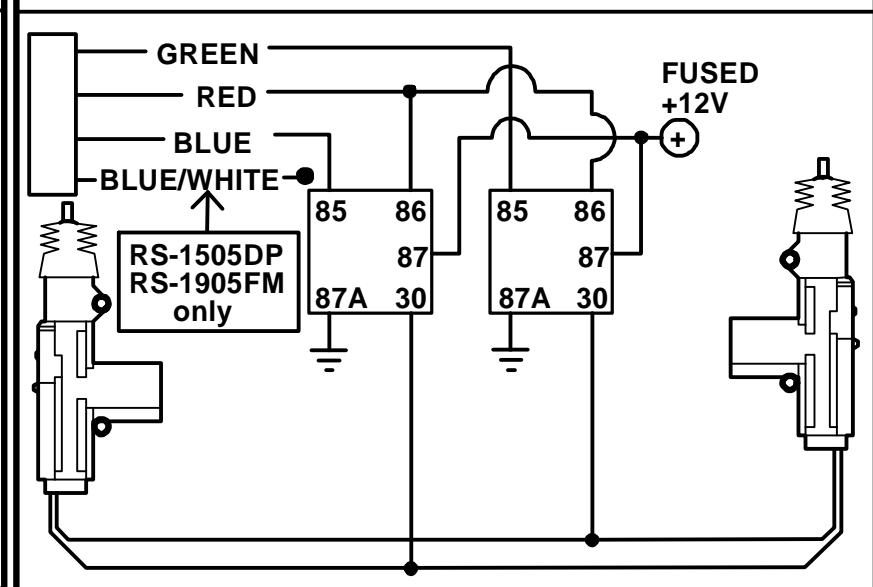 GREEN
RED
BLUE
BLUE/WHITE
FUSED
+12V
+
RS-1505DP
RS-1905FM
only
85 86
87
87A 30
85 86
87
87A 30